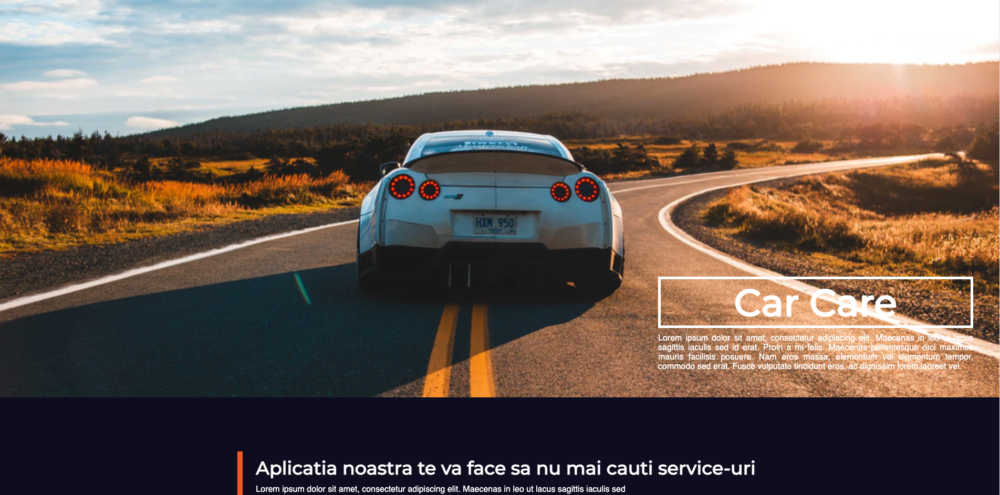 HXM 950
Car Care
Lorem ipsum dolor sit amet, consectetur adipiscing elit. Maecenas in leo ut lacus
sagittis iaculis sed id erat. Proin a mi felis. Maecenas pellentesque orci maximus
mauris facilisis posuere. Nam eros massa, elementum vel elementum tempor,
commodo sed erat. Fusce vulputate tincidunt eros, ac dignissim lorem laoreet vel.
Aplicatia noastra te va face sa nu mai cauti service-uri
Lorem ipsum dolor sit amet, consectetur adipiscing elit. Maecenas in leo ut lacus sagittis iaculis sed